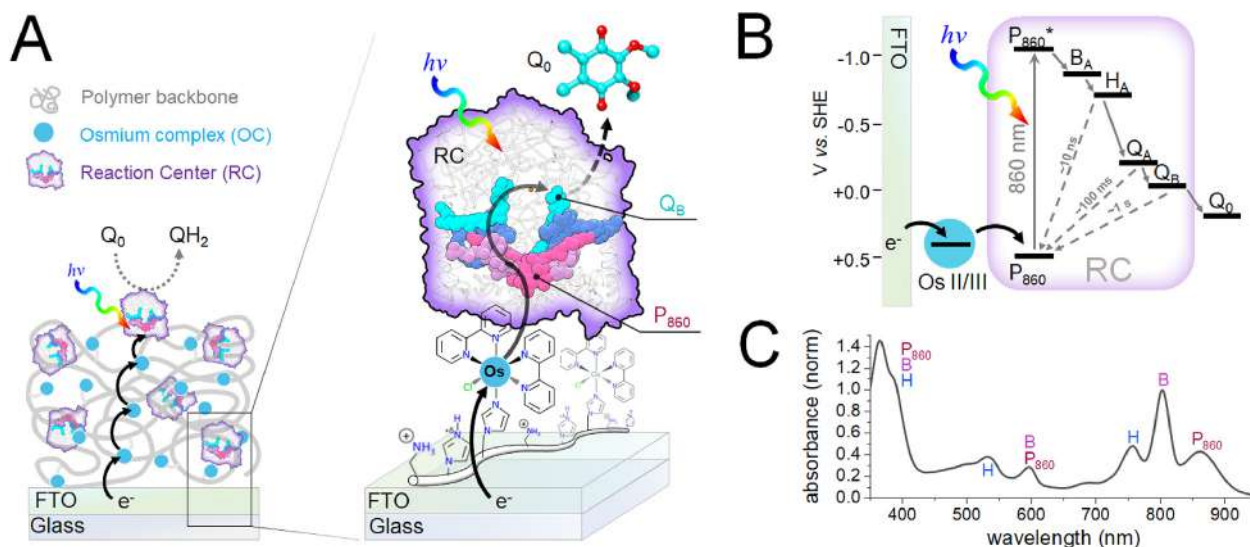 A
Polymer backbone
Osmium complex (OC)
Reaction Center (RC)
Q0
QH2
hν
e-
FTO
Glass
hν
Q0
RC
QB
P860
Os
Cl
N
N
N
N
N
NH3
+
FTO
e-
B
FTO
V vs. SHE
-1.0
-0.5
+0.0
+0.5
hν
P860*
BA
HA
QA
QB
Q0
860 nm
~10 ns
~100 ms
~1 s
e-
Os II/III
P860
RC
C
absorbance (norm)
1.4
1.2
1.0
0.8
0.6
0.4
0.2
0.0
P860
B
H
H
B
P860
H
B
P860
400 500 600 700 800 900
wavelength (nm)